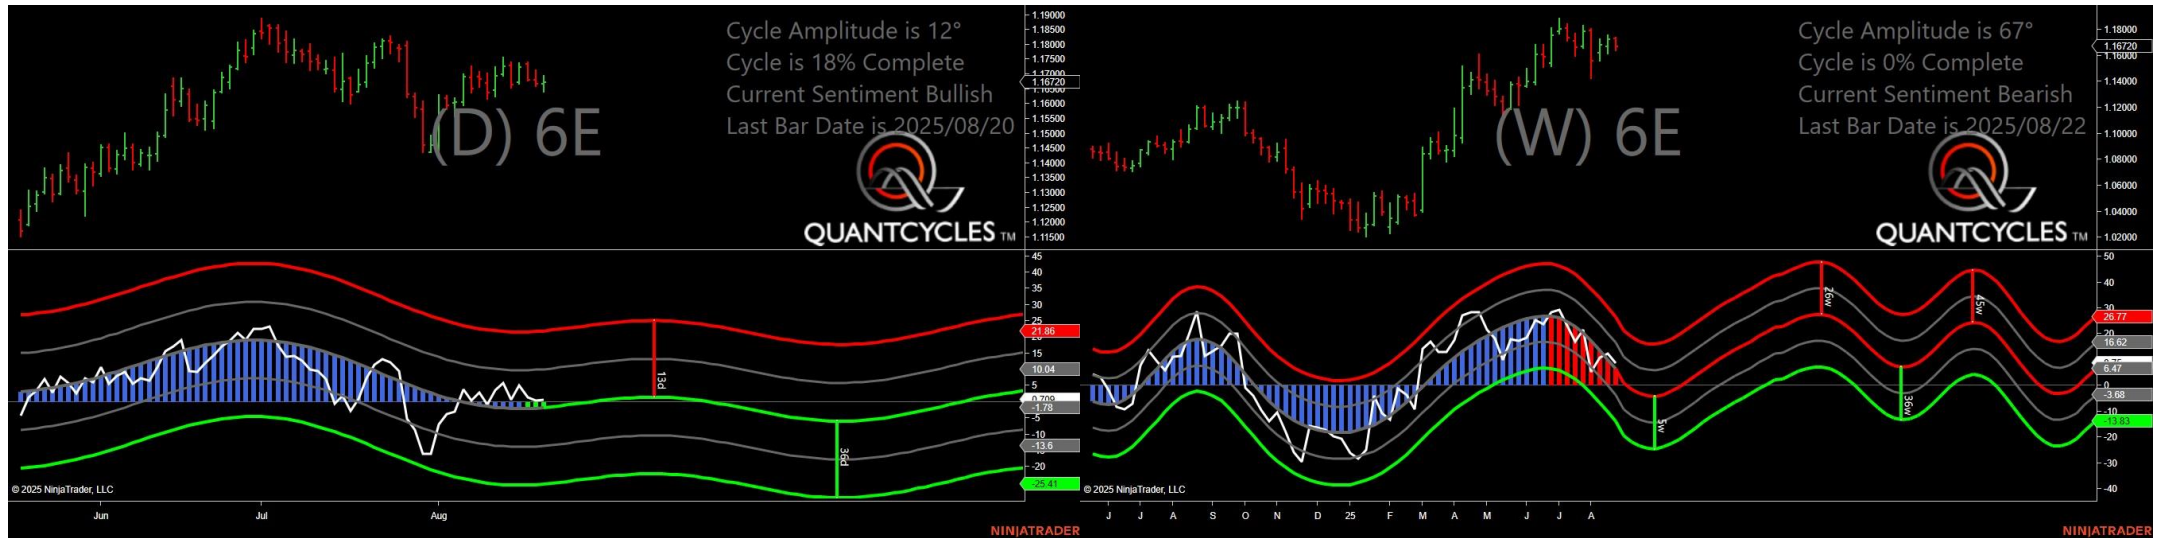 Cycle Amplitude is 12°
Cycle is 18% Complete
Current Sentiment Bullish
Last Bar Date is 2025/08/20
(D) 6E
QUANTCYCLES TM
1.19000
1.18500
1.18000
1.17500
1.17000
1.16720
1.16500
1.16000
1.15500
1.15000
1.14500
1.14000
1.13500
1.13000
1.12500
1.12000
1.11500
45
40
35
30
25
21.86
15
10.04
5
0.709
-1.78
-5
-10
-13.6
-20
-25.41
13d
36d
© 2025 NinjaTrader, LLC
Jun Jul Aug
NINJATRADER
Cycle Amplitude is 67°
Cycle is 0% Complete
Current Sentiment Bearish
Last Bar Date is 2025/08/22
(W) 6E
QUANTCYCLES TM
1.18000
1.16720
1.16000
1.14000
1.12000
1.10000
1.08000
1.06000
1.04000
1.02000
50
40
30
26.77
20
16.62
6.47
0
-3.68
-10
-13.83
-20
-30
-40
5w
26w
36w
45w
© 2025 NinjaTrader, LLC
J J A S O N D 25 F M A M J J A
NINJATRADER